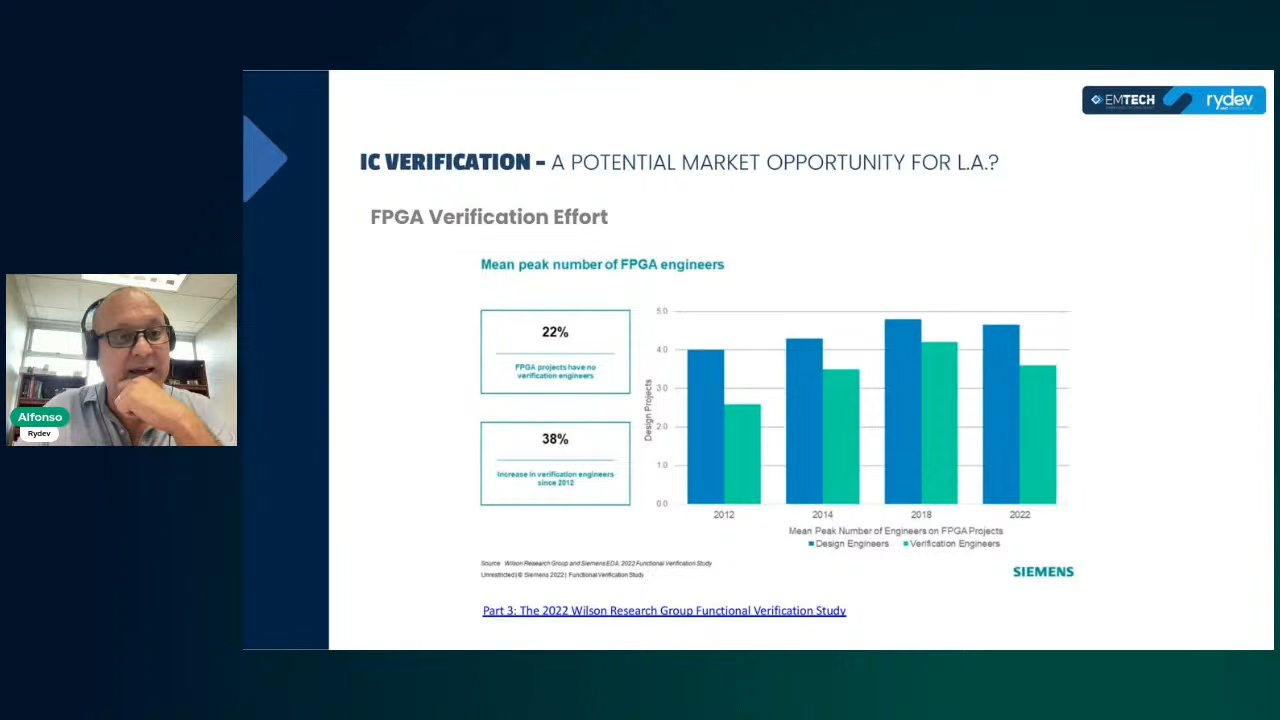 EMTECH
rydev
IC VERIFICATION – A POTENTIAL MARKET OPPORTUNITY FOR L.A.?
FPGA Verification Effort
Mean peak number of FPGA engineers
22%
FPGA projects have no
verification engineers
38%
Increase in verification engineers
since 2012
Design Projects
5.0
4.0
3.0
2.0
1.0
0.0
2012
2014
2018
2022
Mean Peak Number of Engineers on FPGA Projects
Design Engineers
Verification Engineers
Source: Wilson Research Group and Siemens EDA, 2022 Functional Verification Study
Unrestricted | © Siemens 2022 | Functional Verification Study
SIEMENS
Part 3: The 2022 Wilson Research Group Functional Verification Study
Alfonso
Rydev